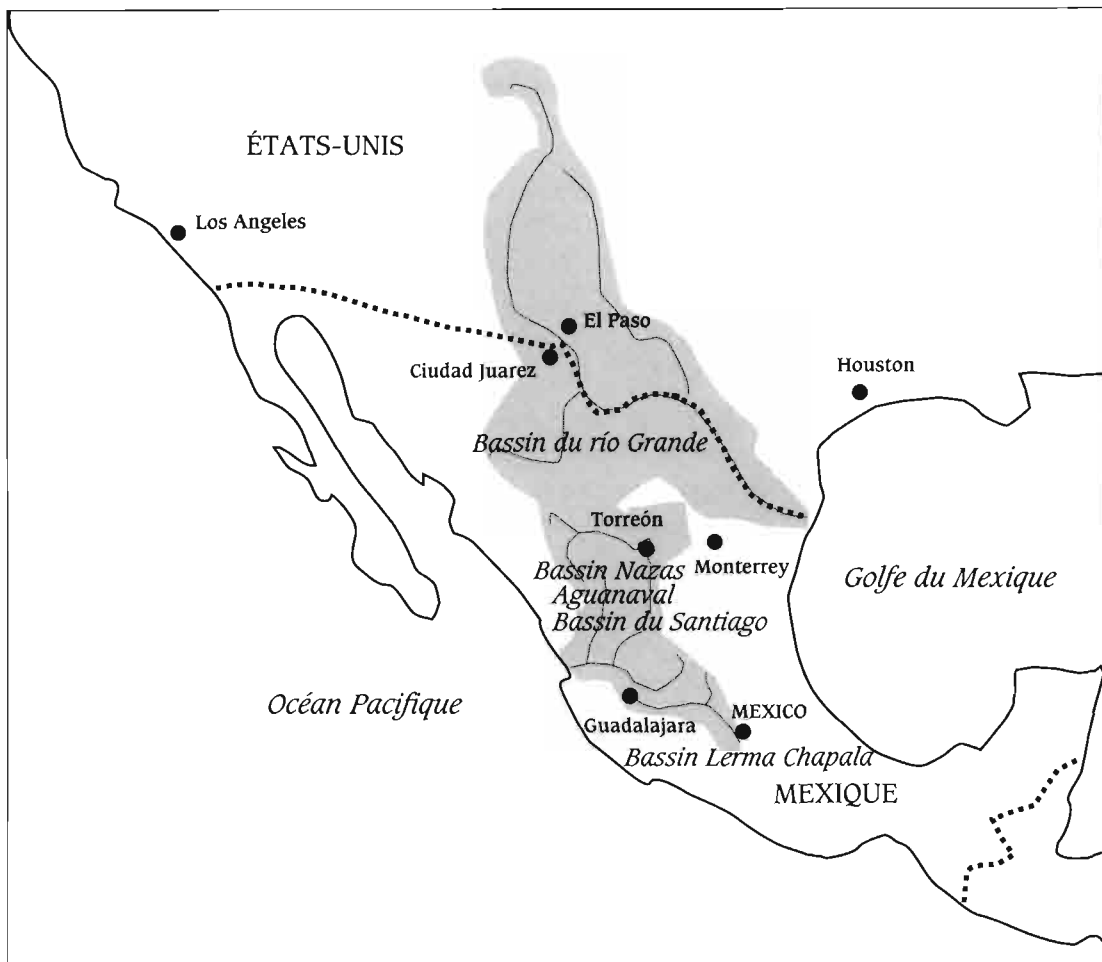 ÉTATS-UNIS
Los Angeles
El Paso
Ciudad Juarez
Houston
Bassin du río Grande
Torreón
Bassin Nazas
Monterrey
Golfe du Mexique
Aguanaval
Bassin du Santiago
Océan Pacifique
Guadalajara
MEXICO
Bassin Lerma Chapala
MEXIQUE